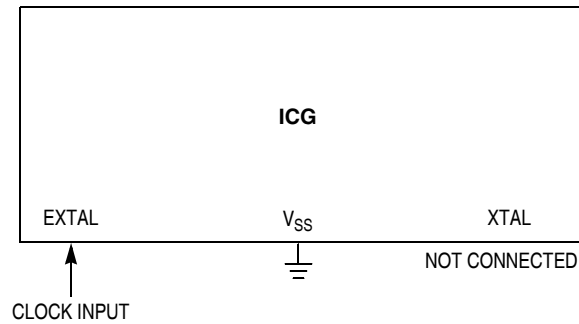 ICG
EXTAL
VSS
XTAL
NOT CONNECTED
CLOCK INPUT